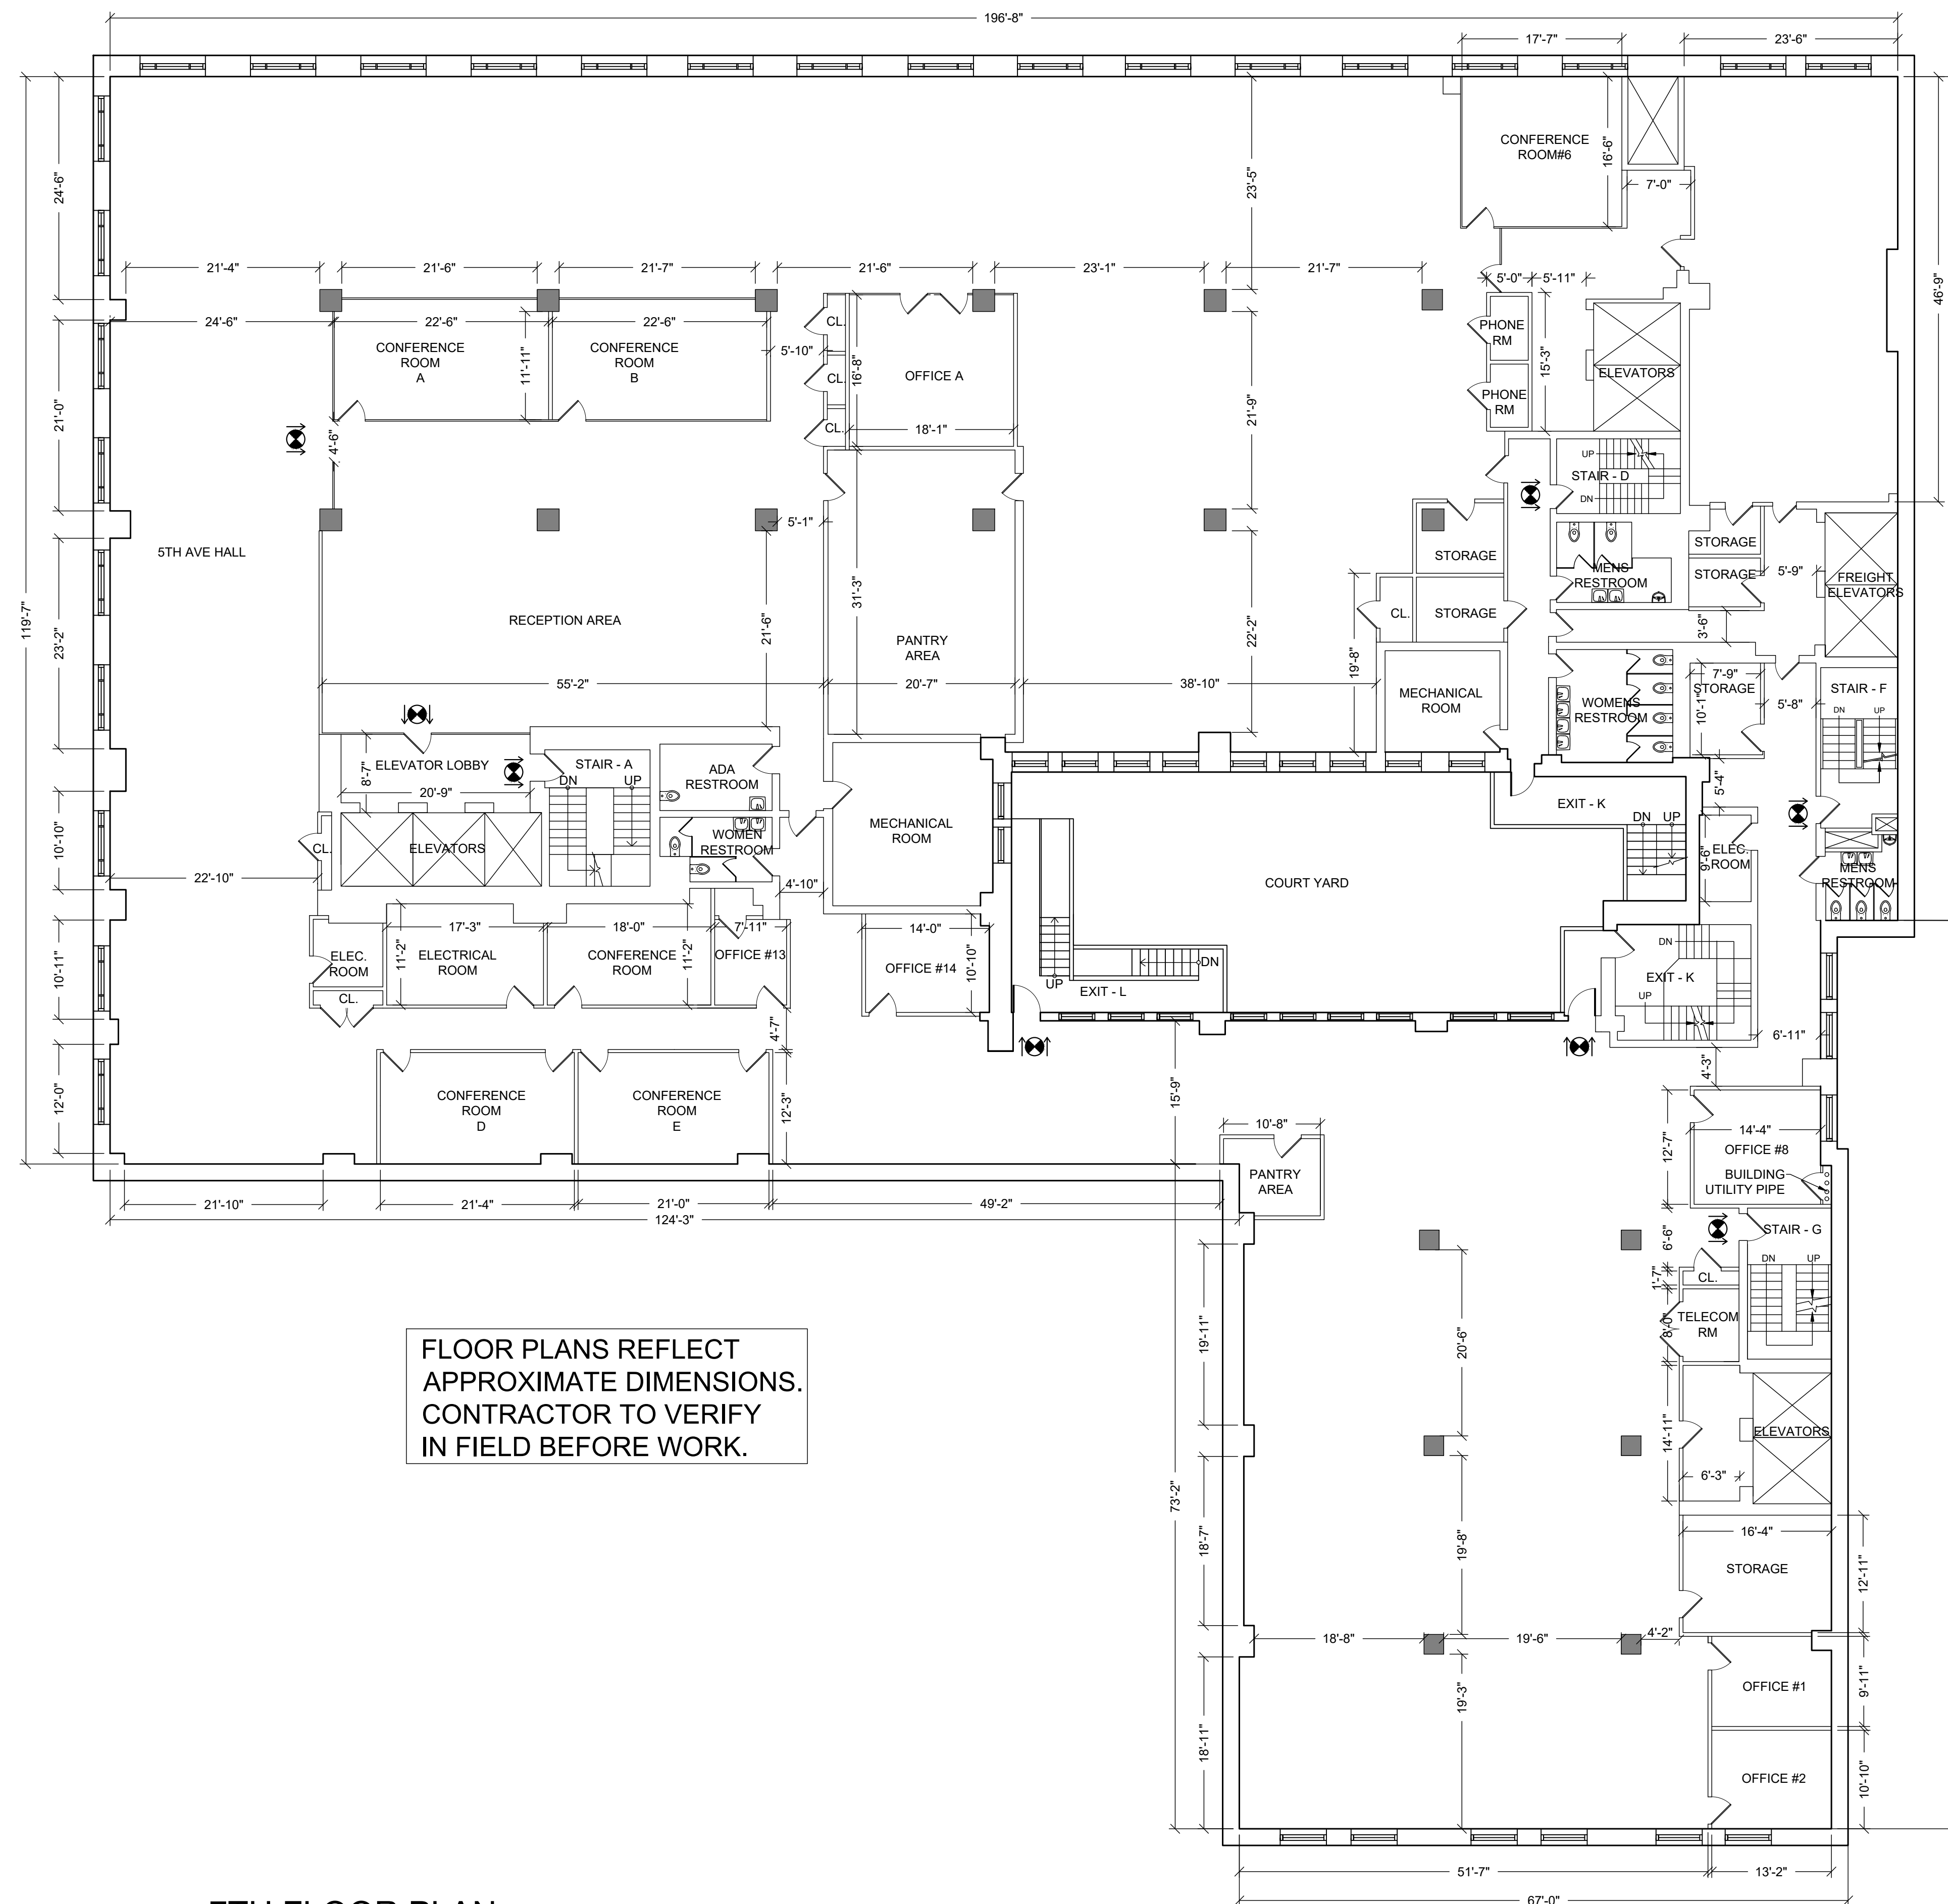 196'-8"
17'-7"
23'-6"
24'-6"
CONFERENCE
ROOM#6
16'-6"
23'-5"
7'-0"
46'-9"
21'-4"
21'-6"
21'-7"
21'-6"
23'-1"
21'-7"
5'-0"
5'-11"
24'-6"
22'-6"
22'-6"
CL.
CONFERENCE
ROOM
A
11'-11"
CONFERENCE
ROOM
B
5'-10"
CL.
16'-8"
OFFICE A
PHONE
RM
15'-3"
ELEVATORS
PHONE
RM
21'-0"
21'-9"
4'-6"
CL.
18'-1"
UP
STAIR - D
DN
5'-1"
5TH AVE HALL
STORAGE
MENS
RESTROOM
STORAGE
STORAGE
5'-9"
FREIGHT
ELEVATORS
119'-7"
23'-2"
RECEPTION AREA
21'-6"
31'-3"
PANTRY
AREA
22'-2"
19'-8"
CL.
STORAGE
3'-6"
55'-2"
20'-7"
38'-10"
MECHANICAL
ROOM
WOMENS
RESTROOM
7'-9"
STORAGE
10'-1"
5'-8"
STAIR - F
DN
UP
ELEVATOR LOBBY
8'-7"
20'-9"
STAIR - A
DN
UP
ADA
RESTROOM
5'-4"
EXIT - K
DN
UP
10'-10"
CL.
ELEVATORS
WOMEN
RESTROOM
MECHANICAL
ROOM
ELEC.
ROOM
9'-6"
MENS
RESTROOM
22'-10"
4'-10"
COURT YARD
10'-11"
17'-3"
18'-0"
7'-11"
14'-0"
ELEC.
ROOM
11'-2"
ELECTRICAL
ROOM
CONFERENCE
ROOM
11'-2"
OFFICE #13
OFFICE #14
10'-10"
DN
UP
EXIT - L
DN
EXIT - K
UP
CL.
4'-7"
6'-11"
4'-3"
12'-0"
CONFERENCE
ROOM
D
CONFERENCE
ROOM
E
12'-3"
15'-9"
10'-8"
PANTRY
AREA
12'-7"
14'-4"
OFFICE #8
BUILDING
UTILITY PIPE
21'-10"
21'-4"
21'-0"
49'-2"
124'-3"
6'-6"
STAIR - G
DN
UP
1'-7"
CL.
19'-11"
20'-6"
8'-0"
TELECOM
RM
FLOOR PLANS REFLECT
APPROXIMATE DIMENSIONS.
CONTRACTOR TO VERIFY
IN FIELD BEFORE WORK.
14'-11"
ELEVATORS
6'-3"
73'-2"
18'-7"
19'-8"
16'-4"
STORAGE
12'-11"
18'-8"
19'-6"
4'-2"
18'-11"
19'-3"
OFFICE #1
9'-11"
OFFICE #2
10'-10"
51'-7"
13'-2"
67'-0"